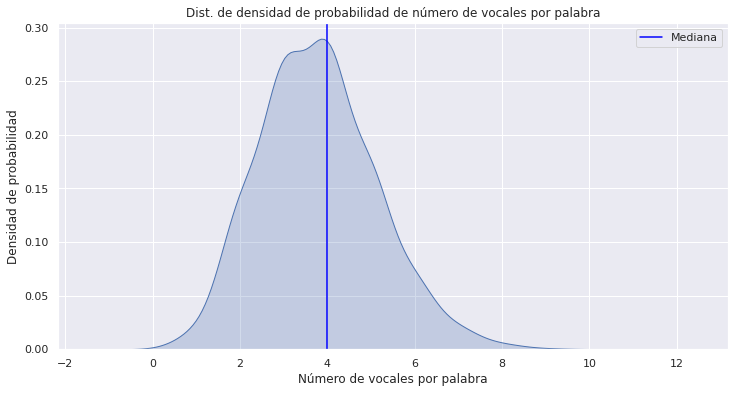 Dist. de densidad de probabilidad de número de vocales por palabra
Mediana
Densidad de probabilidad
0.30
0.25
0.20
0.15
0.10
0.05
0.00
−2 0 2 4 6 8 10 12
Número de vocales por palabra